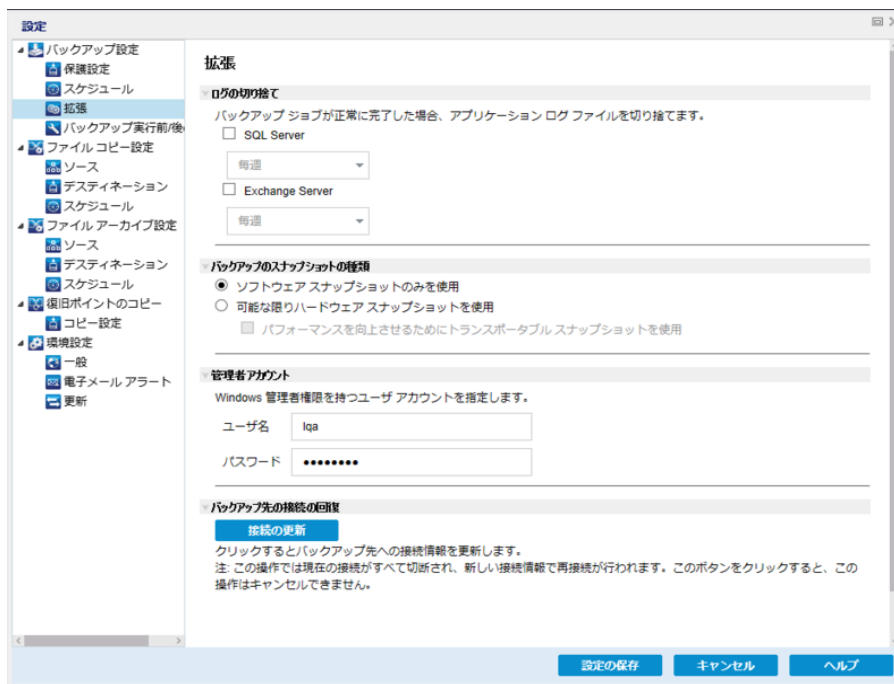 設定
バックアップ設定
保護設定
スケジュール
拡張
バックアップ実行前/後
ファイル コピー設定
ソース
デスティネーション
スケジュール
ファイル アーカイブ設定
ソース
デスティネーション
スケジュール
復旧ポイントのコピー
コピー設定
環境設定
一般
電子メール アラート
更新
拡張
ログの切り捨て
バックアップ ジョブが正常に完了した場合、アプリケーション ログ ファイルを切り捨てます。
SQL Server
毎週
Exchange Server
毎週
バックアップのスナップショットの種類
ソフトウェア スナップショットのみを使用
可能な限りハードウェア スナップショットを使用
パフォーマンスを向上させるためにトランスポータブル スナップショットを使用
管理者アカウント
Windows 管理者権限を持つユーザ アカウントを指定します。
ユーザ名 lqa
パスワード ••••••••
バックアップ先の接続の回復
接続の更新
クリックするとバックアップ先への接続情報を更新します。
注: この操作では現在の接続がすべて切断され、新しい接続情報で再接続が行われます。このボタンをクリックすると、この
操作はキャンセルできません。
設定の保存 キャンセル ヘルプ